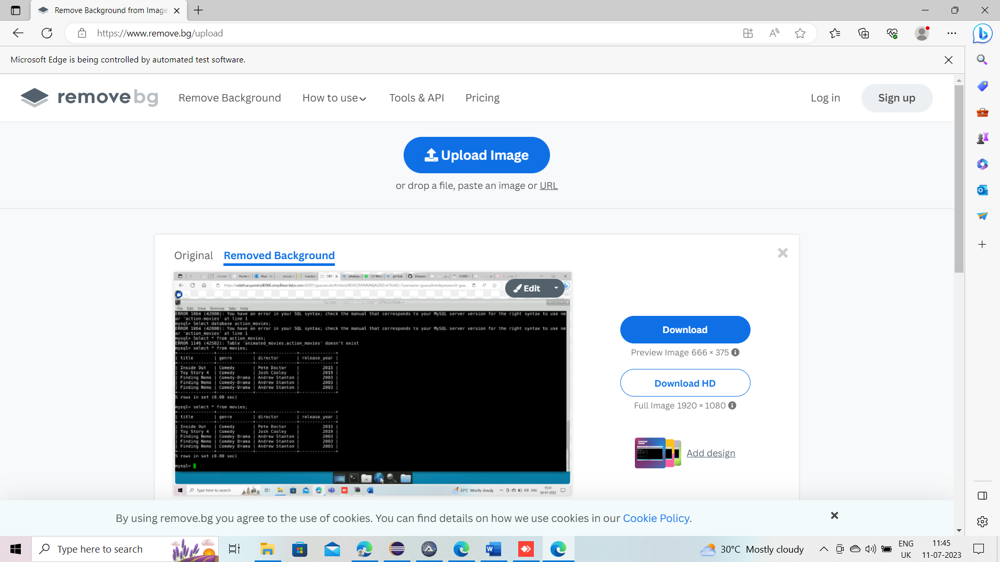 Remove Background from Image
https://www.remove.bg/upload
Microsoft Edge is being controlled by automated test software.
removebg Remove Background How to use Tools & API Pricing Log in Sign up
Upload Image
or drop a file, paste an image or URL
Original Removed Background
Edit
File Edit View Terminal Tabs Help
ERROR 1064 (42000): You have an error in your SQL syntax; check the manual that corresponds to your MySQL server version for the right syntax to use ne
ar 'action-movies' at line 1
mysql> Select database action_movies;
ERROR 1064 (42000): You have an error in your SQL syntax; check the manual that corresponds to your MySQL server version for the right syntax to use ne
ar 'action_movies' at line 1
mysql> Select * from action_movies;
ERROR 1146 (42S02): Table 'animated_movies.action_movies' doesn't exist
mysql> select * from movies;
| title | genre | director | release_year |
| Inside Out | Comedy | Pete Doctor | 2015 |
| Toy Story 4 | Comedy | Josh Cooley | 2019 |
| Finding Nemo | Comedy-Drama | Andrew Stanton | 2003 |
| Finding Nemo | Comedy-Drama | Andrew Stanton | 2003 |
| Finding Nemo | Comedy-Drama | Andrew Stanton | 2003 |
5 rows in set (0.00 sec)
mysql> select * from movies;
| title | genre | director | release_year |
| Inside Out | Comedy | Pete Doctor | 2015 |
| Toy Story 4 | Comedy | Josh Cooley | 2019 |
| Finding Nemo | Comdey Drama | Andrew Stanton | 2003 |
| Finding Nemo | Comdey Drama | Andrew Stanton | 2003 |
| Finding Nemo | Comdey Drama | Andrew Stanton | 2003 |
5 rows in set (0.00 sec)
mysql>
Type here to search 33°C Mostly cloudy ENG 15:31
04-07-2023
Download
Preview Image 666 × 375
Download HD
Full Image 1920 × 1080
Add design
By using remove.bg you agree to the use of cookies. You can find details on how we use cookies in our Cookie Policy.
Type here to search 30°C Mostly cloudy ENG 11:45
UK 11-07-2023